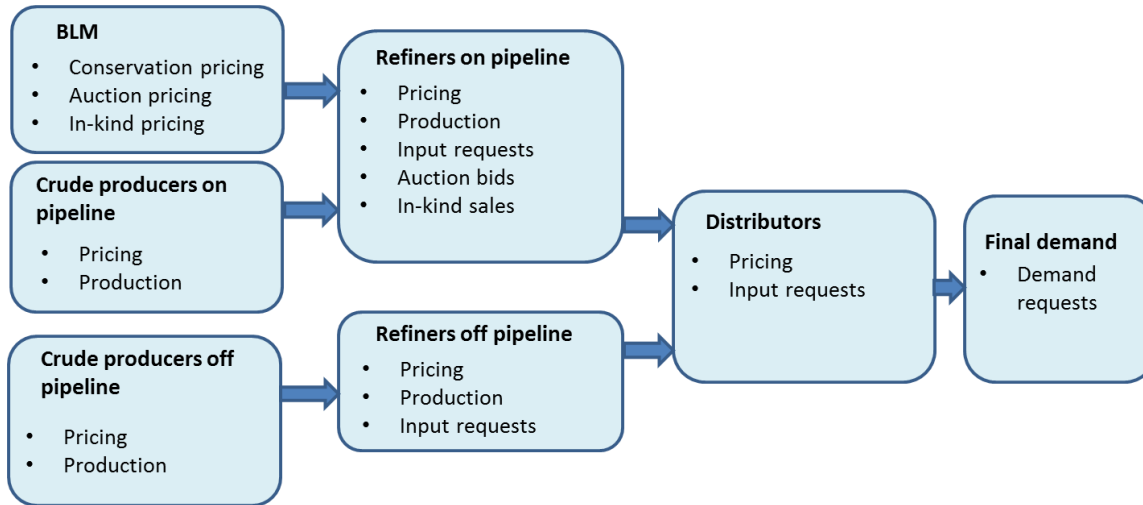 BLM
• Conservation pricing
• Auction pricing
• In-kind pricing
Crude producers on
pipeline
• Pricing
• Production
Crude producers off
pipeline
• Pricing
• Production
Refiners on pipeline
• Pricing
• Production
• Input requests
• Auction bids
• In-kind sales
Refiners off pipeline
• Pricing
• Production
• Input requests
Distributors
• Pricing
• Input requests
Final demand
• Demand
requests